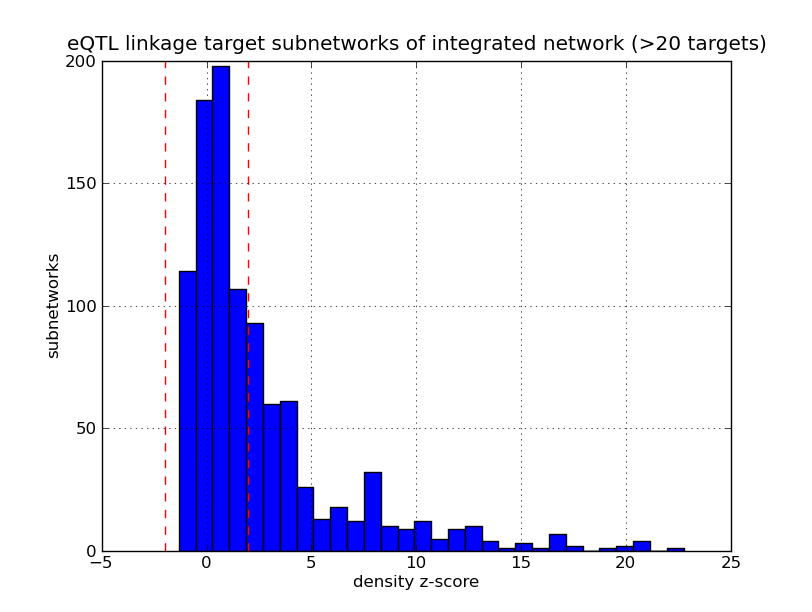 eQTL linkage target subnetworks of integrated network (>20 targets)
200
150
100
50
0
subnetworks
−5 0 5 10 15 20 25
density z-score